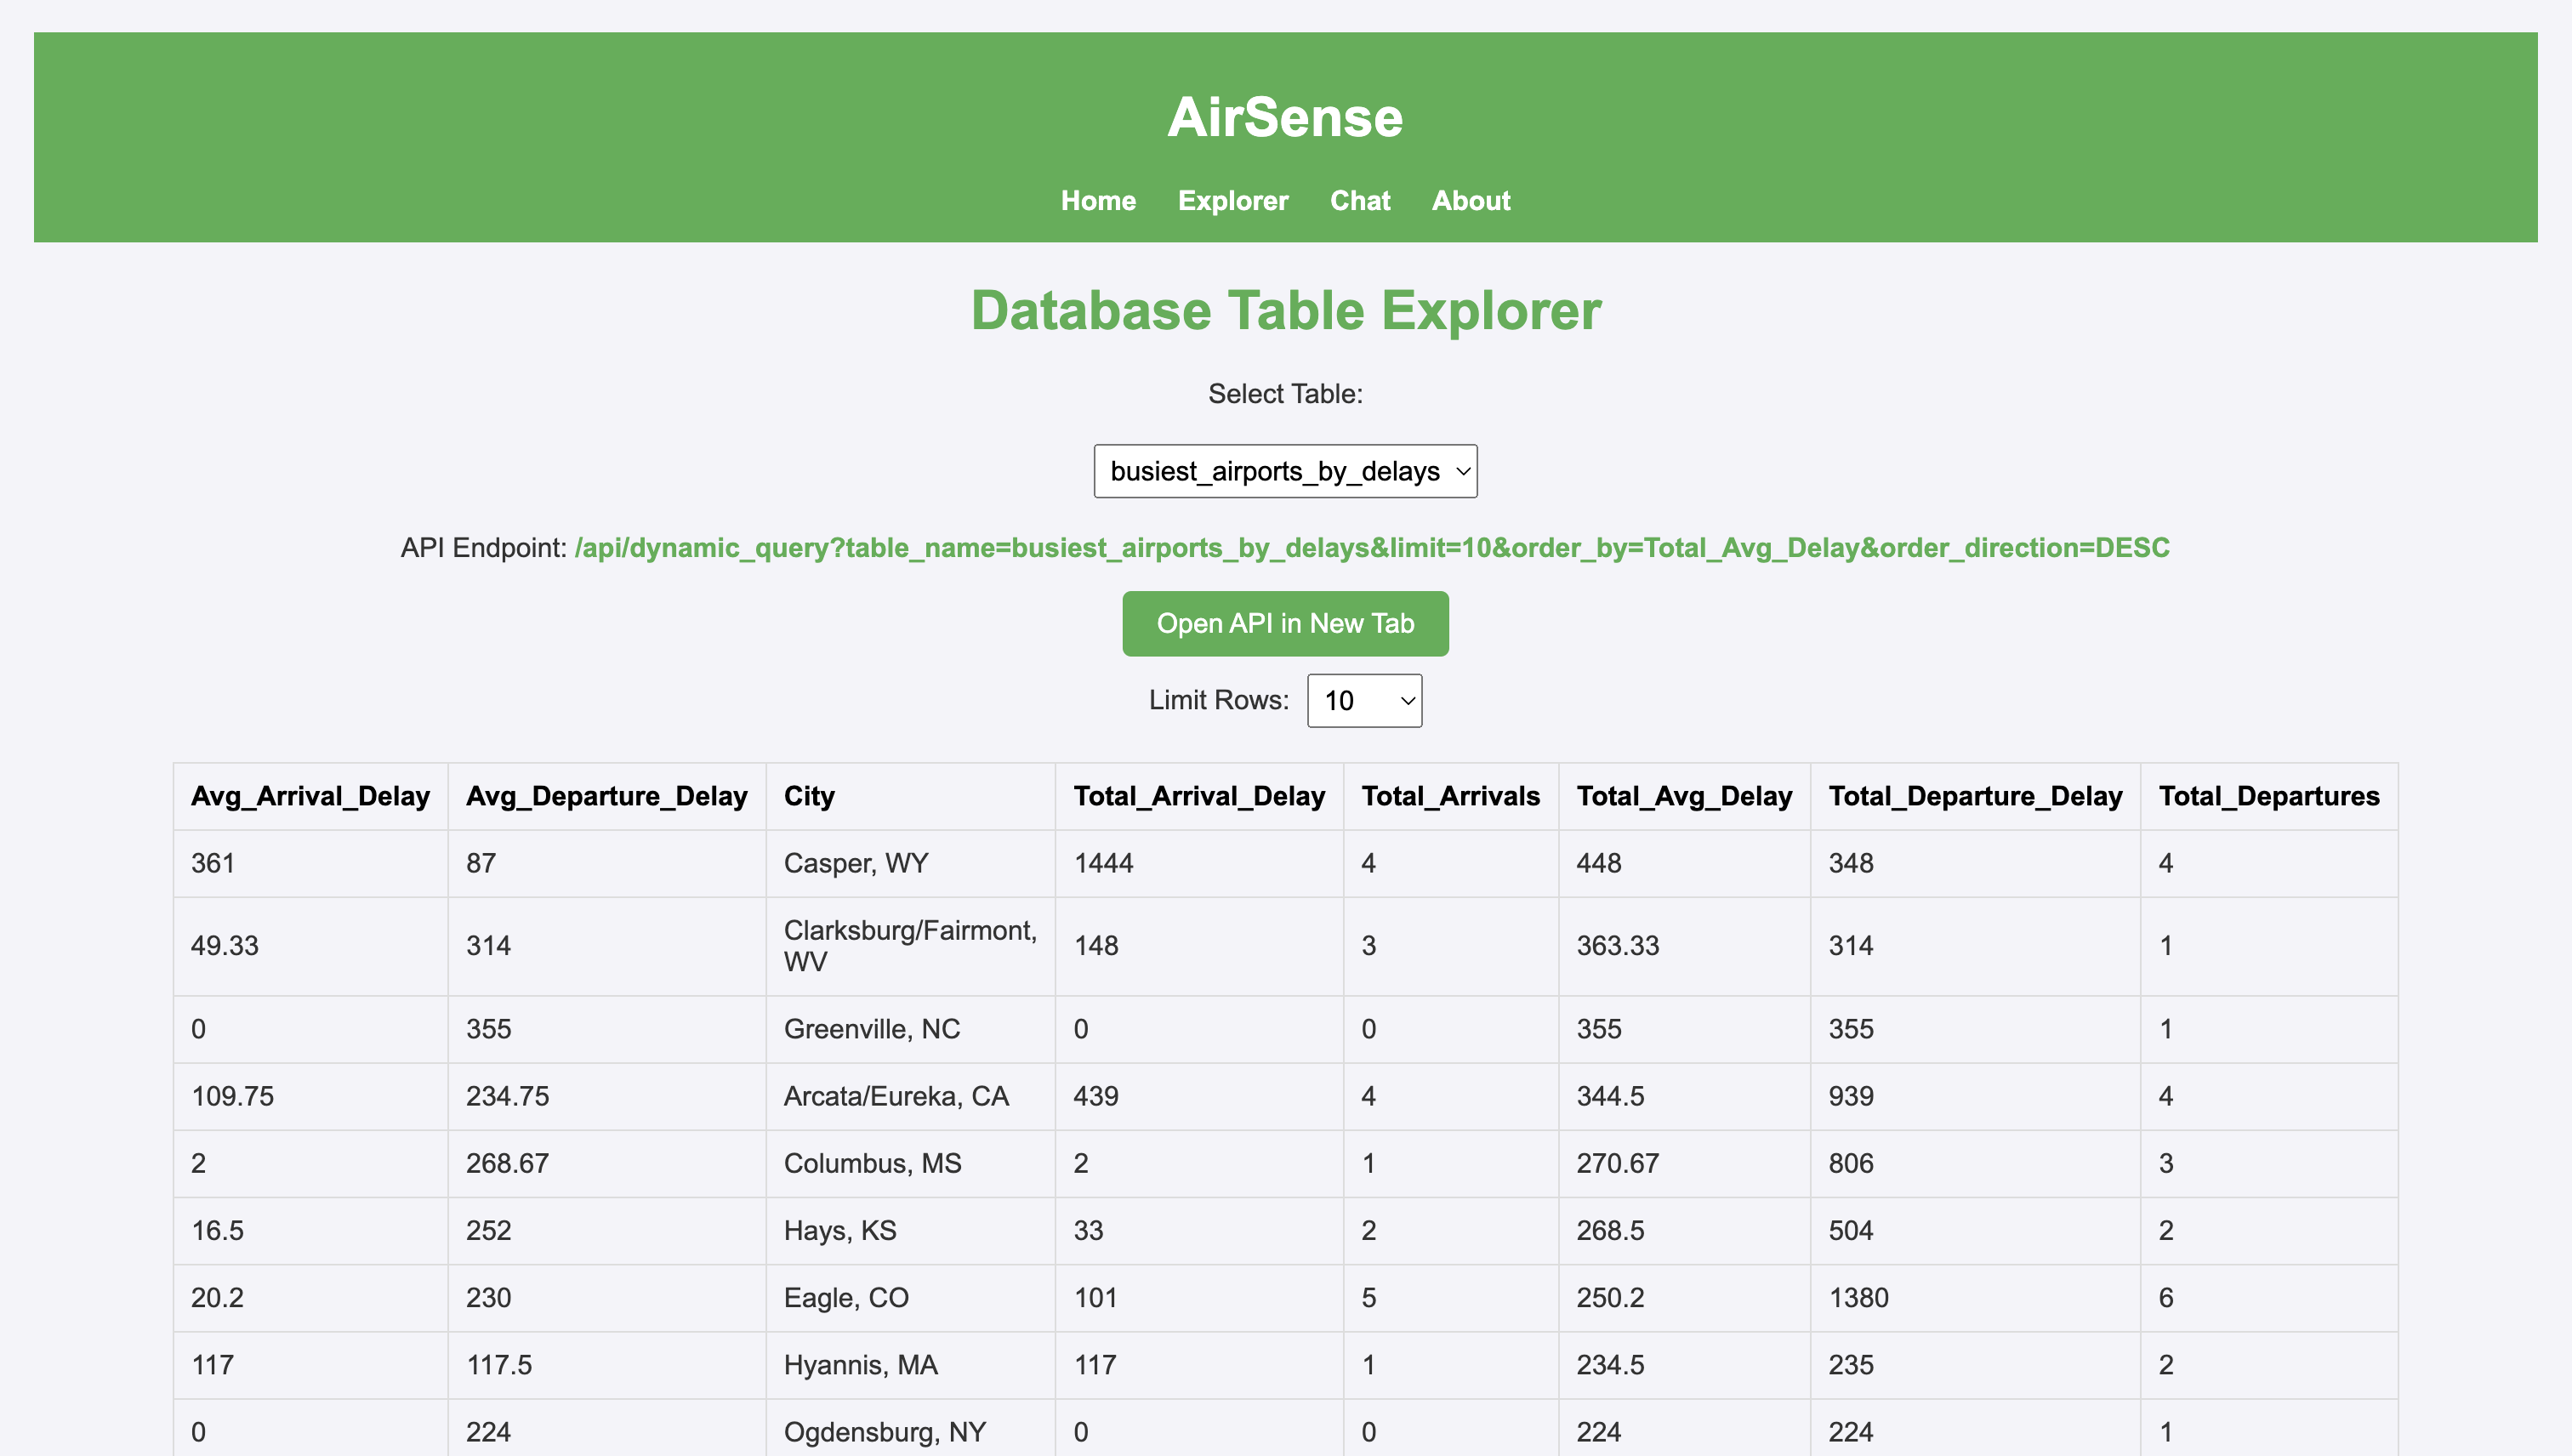 AirSense
Home Explorer Chat About
Database Table Explorer
Select Table:
busiest_airports_by_delays
API Endpoint: /api/dynamic_query?table_name=busiest_airports_by_delays&limit=10&order_by=Total_Avg_Delay&order_direction=DESC
Open API in New Tab
Limit Rows: 10
Avg_Arrival_Delay Avg_Departure_Delay City Total_Arrival_Delay Total_Arrivals Total_Avg_Delay Total_Departure_Delay Total_Departures
361 87 Casper, WY 1444 4 448 348 4
49.33 314 Clarksburg/Fairmont, WV 148 3 363.33 314 1
0 355 Greenville, NC 0 0 355 355 1
109.75 234.75 Arcata/Eureka, CA 439 4 344.5 939 4
2 268.67 Columbus, MS 2 1 270.67 806 3
16.5 252 Hays, KS 33 2 268.5 504 2
20.2 230 Eagle, CO 101 5 250.2 1380 6
117 117.5 Hyannis, MA 117 1 234.5 235 2
0 224 Ogdensburg, NY 0 0 224 224 1